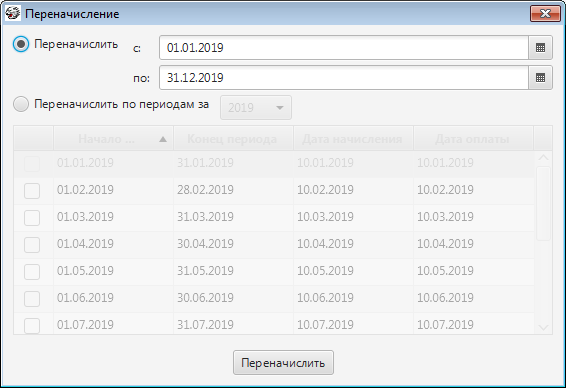 Переначисление
Переначислить с: 01.01.2019
по: 31.12.2019
Переначислить по периодам за 2019
Начало ... Конец периода Дата начисления Дата оплаты
01.01.2019 31.01.2019 10.01.2019 10.01.2019
01.02.2019 28.02.2019 10.02.2019 10.02.2019
01.03.2019 31.03.2019 10.03.2019 10.03.2019
01.04.2019 30.04.2019 10.04.2019 10.04.2019
01.05.2019 31.05.2019 10.05.2019 10.05.2019
01.06.2019 30.06.2019 10.06.2019 10.06.2019
01.07.2019 31.07.2019 10.07.2019 10.07.2019
Переначислить